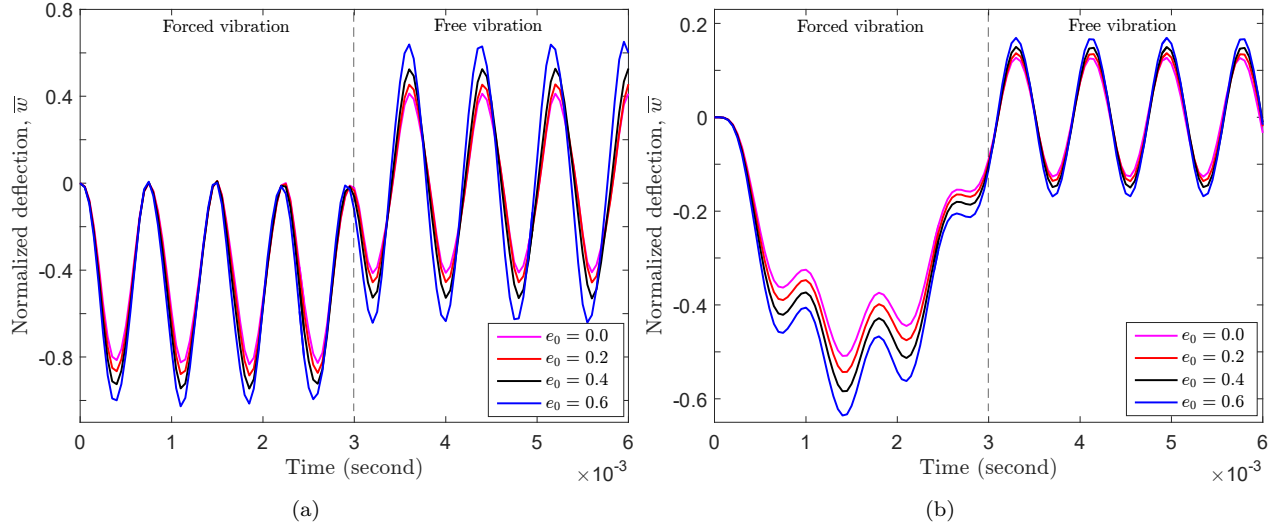 Forced vibration
Free vibration
0.8
0.4
0
-0.4
-0.8
Normalized deflection, w̅
e₀ = 0.0
e₀ = 0.2
e₀ = 0.4
e₀ = 0.6
0 1 2 3 4 5 6
Time (second)
×10⁻³
(a)
Forced vibration
Free vibration
0.2
0
-0.2
-0.4
-0.6
Normalized deflection, w̅
e₀ = 0.0
e₀ = 0.2
e₀ = 0.4
e₀ = 0.6
0 1 2 3 4 5 6
Time (second)
×10⁻³
(b)